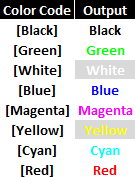 Color Code Output
[Black] Black
[Green] Green
[White] White
[Blue] Blue
[Magenta] Magenta
[Yellow] Yellow
[Cyan] Cyan
[Red] Red